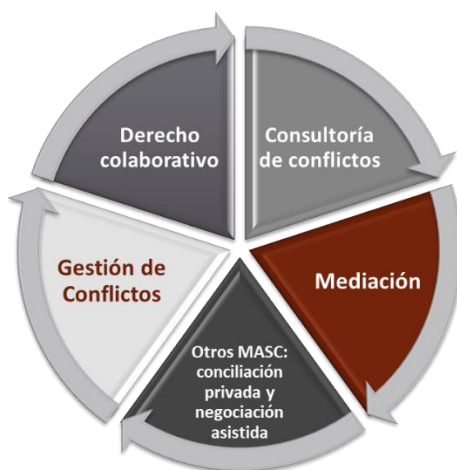 Derecho
colaborativo
Consultoría
de conflictos
Mediación
Otros MASC:
conciliación
privada y
negociación
asistida
Gestión de
Conflictos